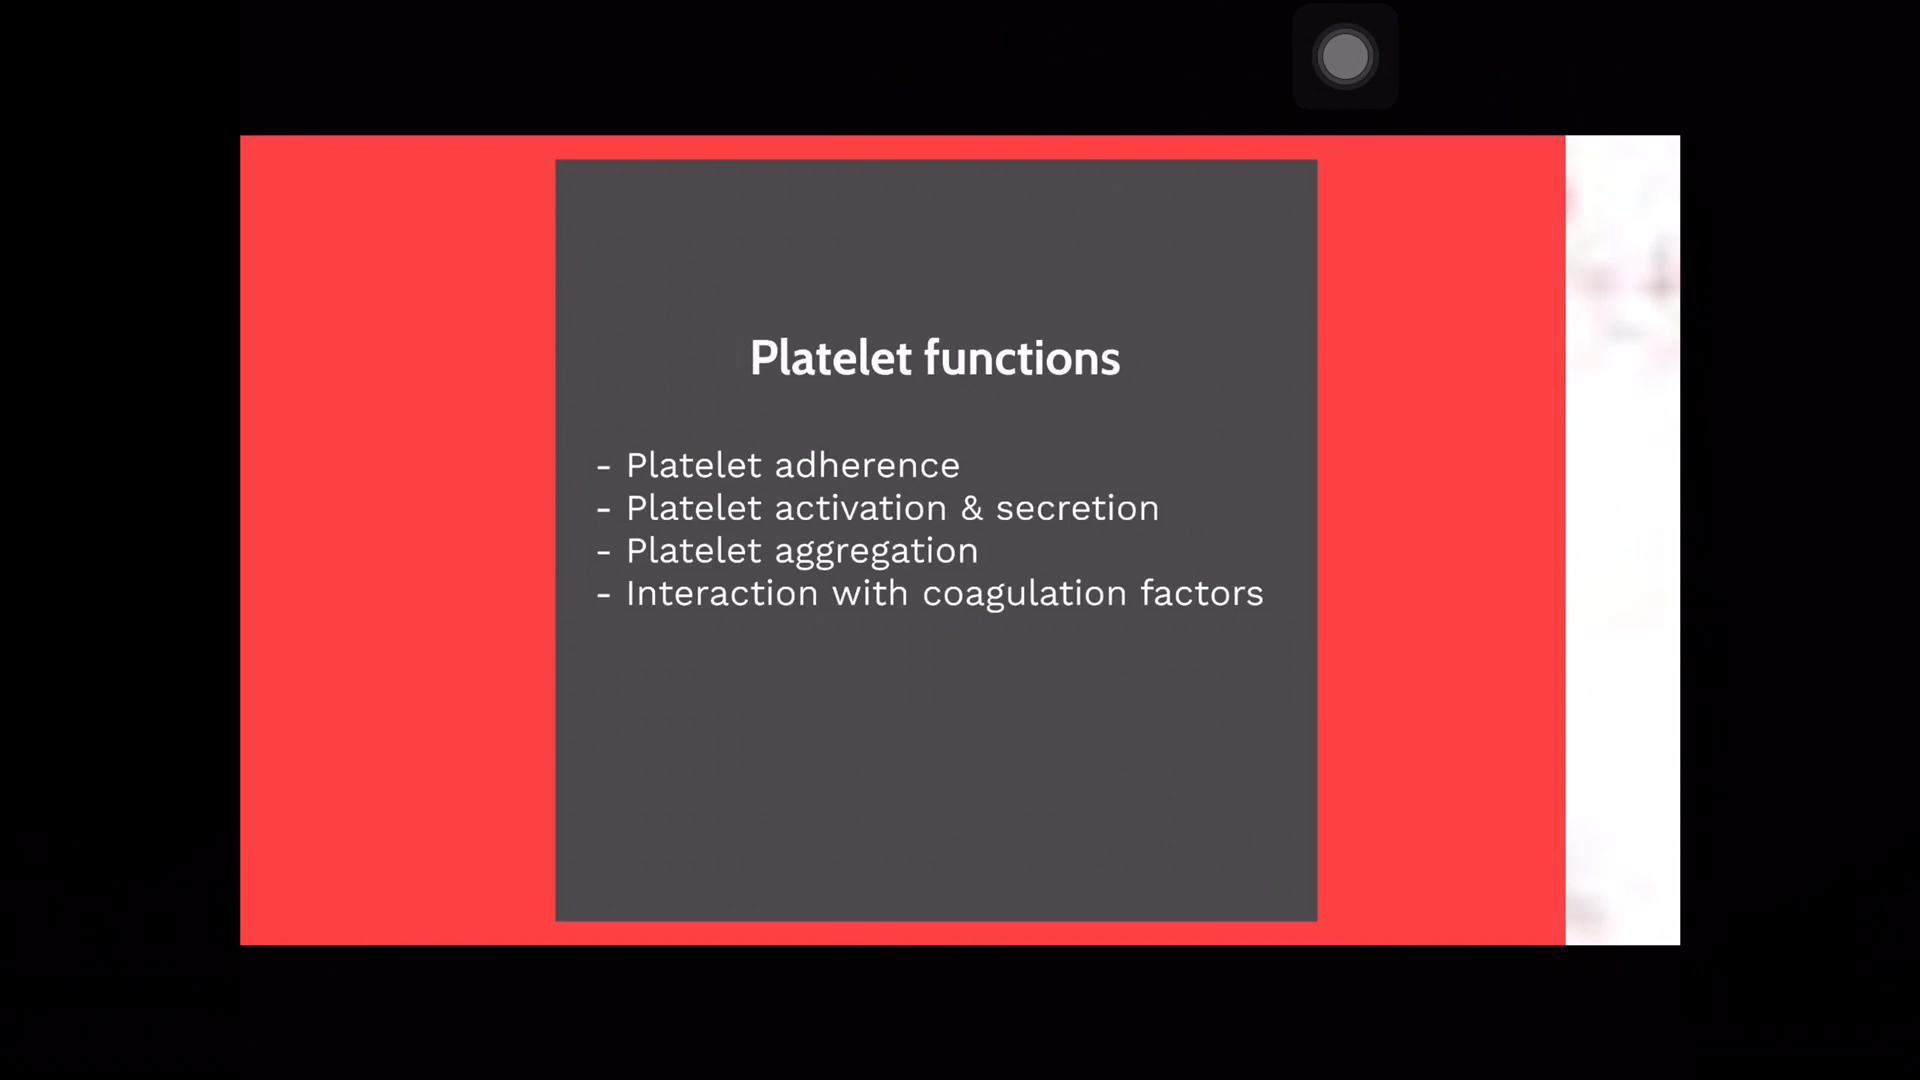 Platelet functions
- Platelet adherence
- Platelet activation & secretion
- Platelet aggregation
- Interaction with coagulation factors